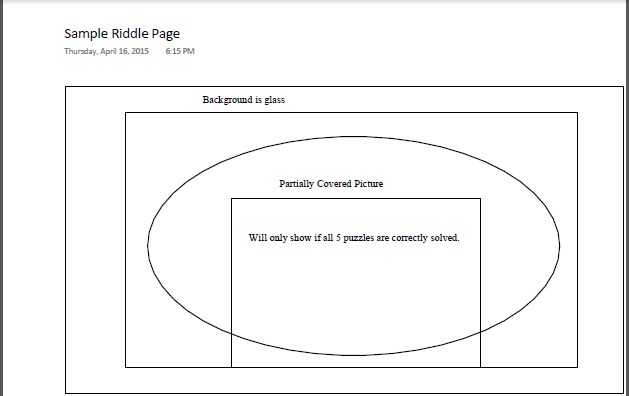 Sample Riddle Page
Thursday, April 16, 2015 6:15 PM
Background is glass
Partially Covered Picture
Will only show if all 5 puzzles are correctly solved.